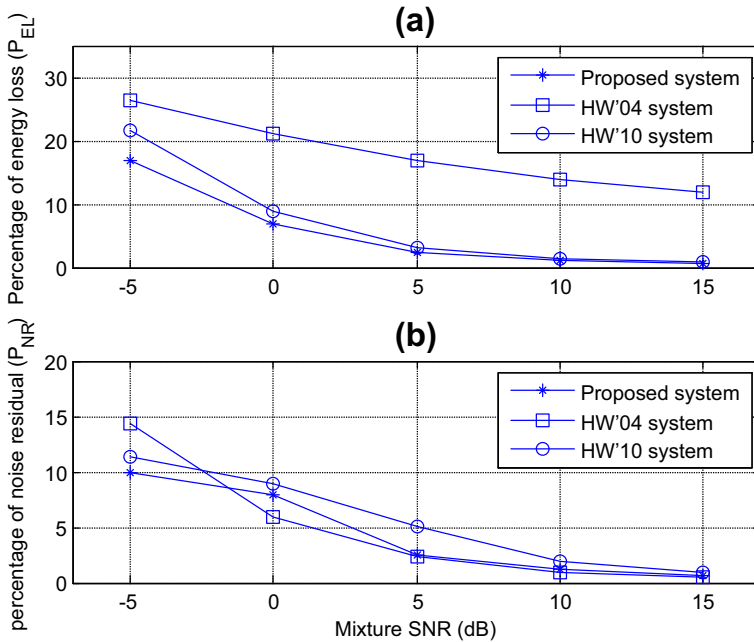 (a)
Percentage of energy loss (P_EL)
30
20
10
0
Proposed system
HW'04 system
HW'10 system
-5 0 5 10 15
(b)
percentage of noise residual (P_NR)
20
15
10
5
0
Proposed system
HW'04 system
HW'10 system
-5 0 5 10 15
Mixture SNR (dB)